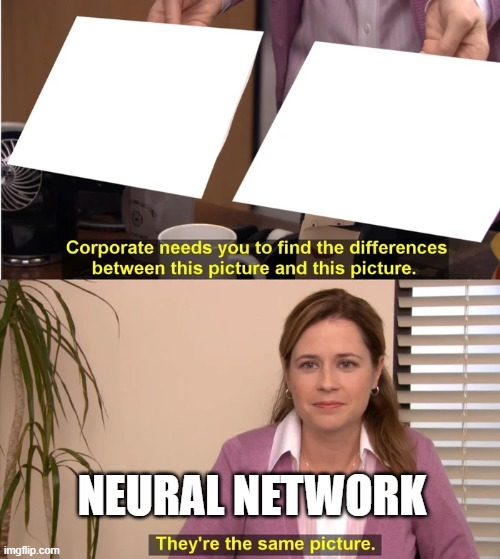 Corporate needs you to find the differences
between this picture and this picture.
NEURAL NETWORK
They're the same picture.
imgflip.com